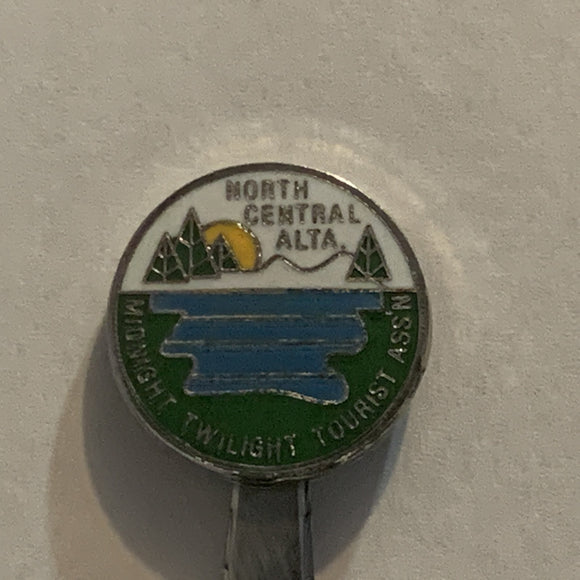 NORTH
CENTRAL
ALTA.
MIDNIGHT TWILIGHT TOURIST ASS'N